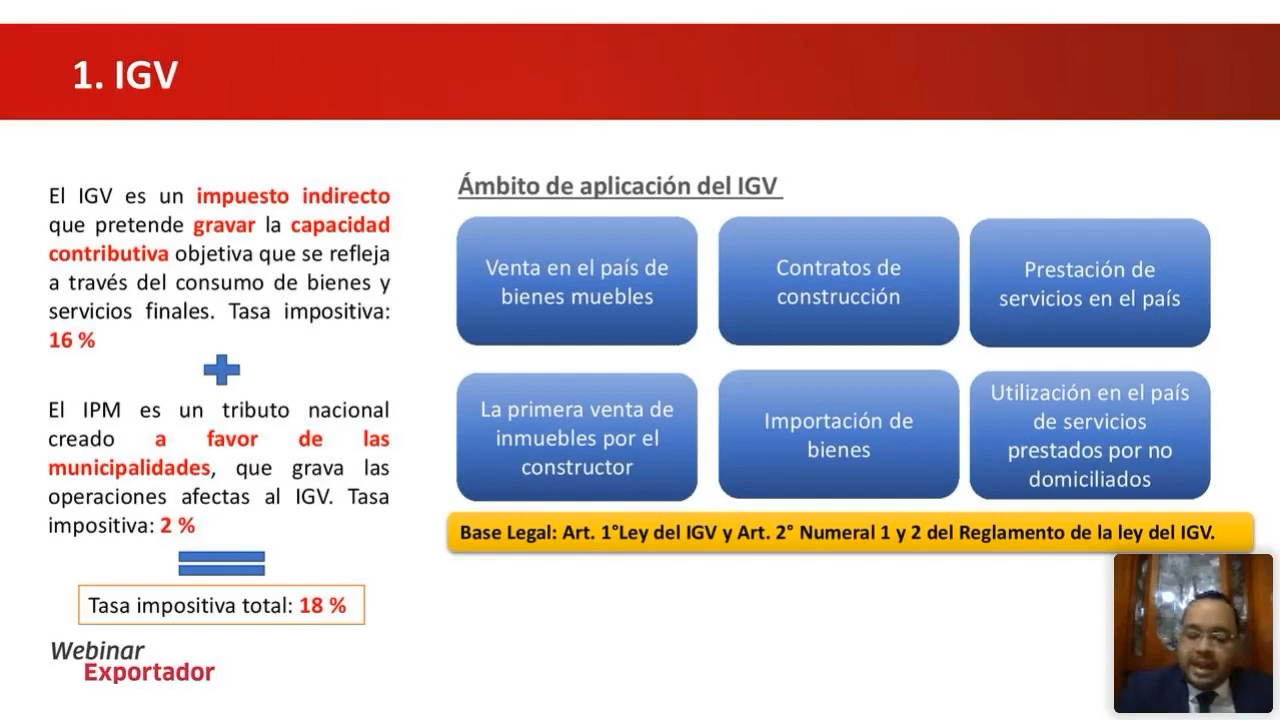 1. IGV
El IGV es un impuesto indirecto
que pretende gravar la capacidad
contributiva objetiva que se refleja
a través del consumo de bienes y
servicios finales. Tasa impositiva:
16 %
El IPM es un tributo nacional
creado a favor de las
municipalidades, que grava las
operaciones afectas al IGV. Tasa
impositiva: 2 %
Tasa impositiva total: 18 %
Webinar
Exportador
Ámbito de aplicación del IGV
Venta en el país de
bienes muebles
Contratos de
construcción
Prestación de
servicios en el país
La primera venta de
inmuebles por el
constructor
Importación de
bienes
Utilización en el país
de servicios
prestados por no
domiciliados
Base Legal: Art. 1°Ley del IGV y Art. 2° Numeral 1 y 2 del Reglamento de la ley del IGV.